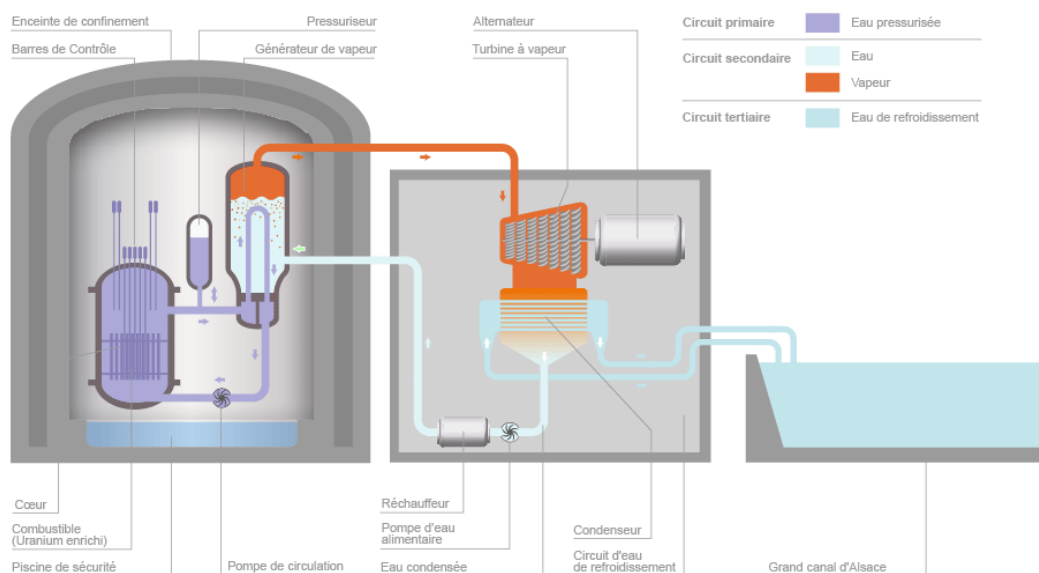 Enceinte de confinement
Pressuriseur
Alternateur
Circuit primaire
Eau pressurisée
Barres de Contrôle
Générateur de vapeur
Turbine à vapeur
Circuit secondaire
Eau
Vapeur
Circuit tertiaire
Eau de refroidissement
Cœur
Réchauffeur
Combustible
(Uranium enrichi)
Pompe d'eau
alimentaire
Condenseur
Piscine de sécurité
Pompe de circulation
Eau condensée
Circuit d'eau
de refroidissement
Grand canal d'Alsace